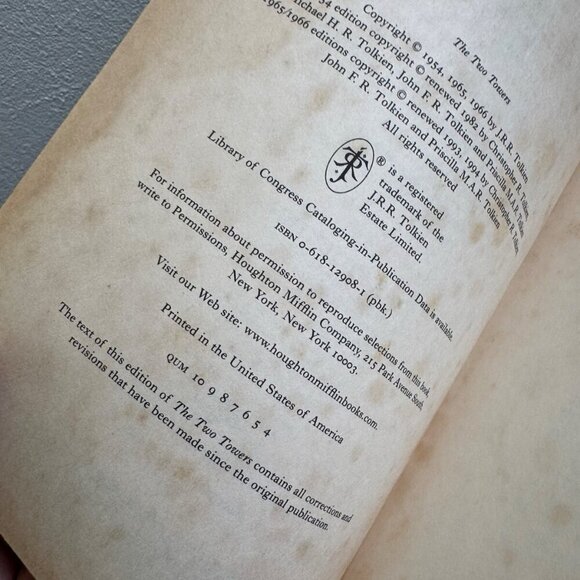 The Two Towers
Copyright © 1954, 1965, 1966 by J.R.R. Tolkien
edition copyright © renewed 1982 by Christopher R. Tolkien,
Michael H. R. Tolkien, John F. R. Tolkien and Priscilla M.A.R. Tolkien
1965/1966 editions copyright © renewed 1993, 1994 by Christopher R. Tolkien,
John F. R. Tolkien and Priscilla M.A.R. Tolkien
All rights reserved
® is a registered
trademark of the
J.R.R. Tolkien
Estate Limited.
Library of Congress Cataloging-in-Publication Data is available.
ISBN 0-618-12908-1 (pbk.)
For information about permission to reproduce selections from this book,
write to Permissions, Houghton Mifflin Company, 215 Park Avenue South,
New York, New York 10003.
Visit our Web site: www.houghtonmifflinbooks.com.
Printed in the United States of America
QUM 10 9 8 7 6 5 4
The text of this edition of The Two Towers contains all corrections and
revisions that have been made since the original publication.